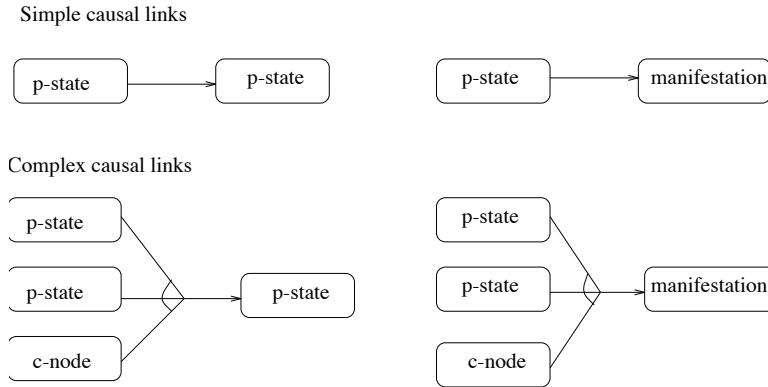 Simple causal links
p-state
p-state
p-state
manifestation
Complex causal links
p-state
p-state
c-node
p-state
p-state
p-state
c-node
manifestation